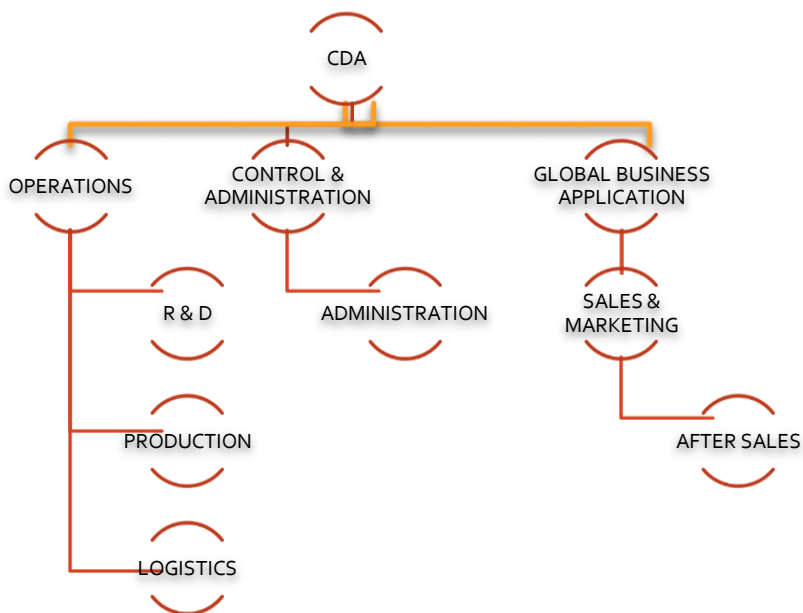 CDA
OPERATIONS
CONTROL &
ADMINISTRATION
GLOBAL BUSINESS
APPLICATION
R & D
ADMINISTRATION
SALES &
MARKETING
PRODUCTION
AFTER SALES
LOGISTICS